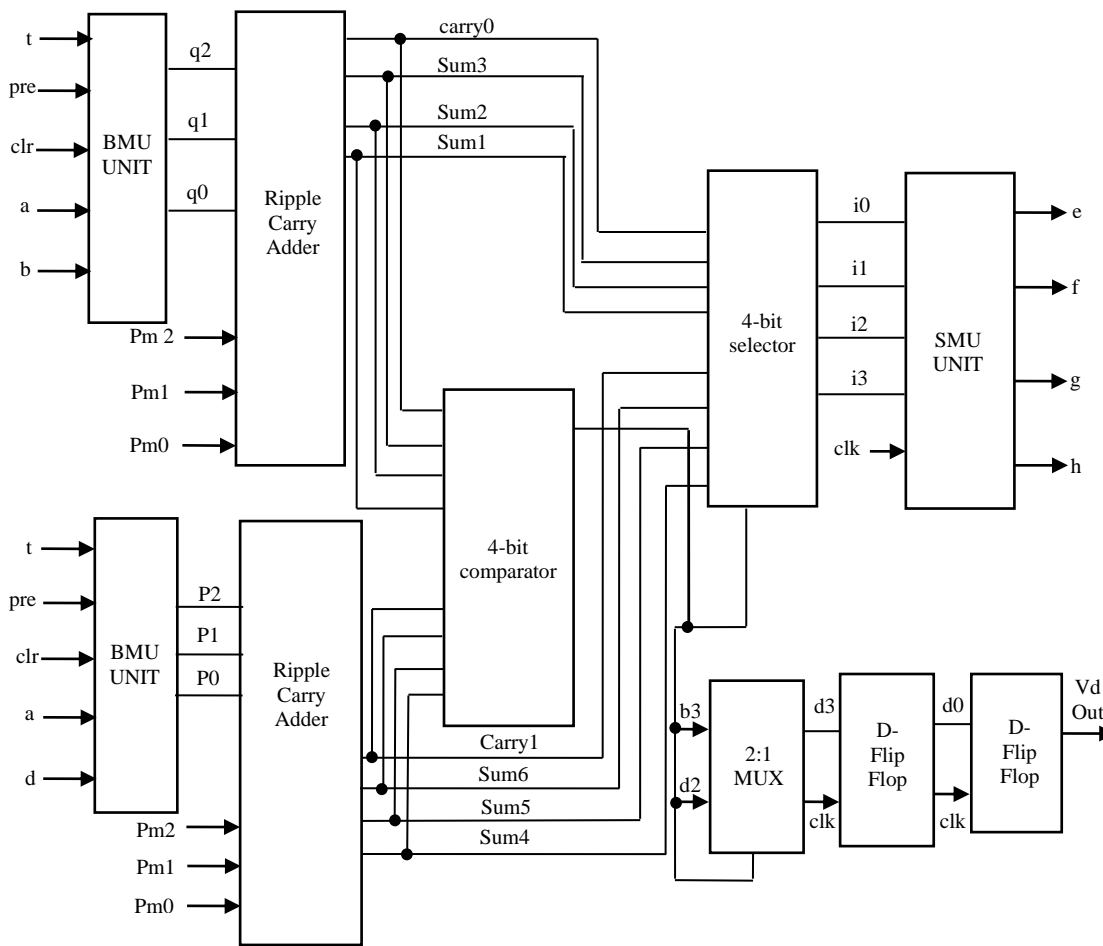 t
pre
clr
a
b
BMU
UNIT
q2
q1
q0
Pm 2
Pm1
Pm0
Ripple
Carry
Adder
carry0
Sum3
Sum2
Sum1
4-bit
selector
i0
i1
i2
i3
clk
SMU
UNIT
e
f
g
h
4-bit
comparator
t
pre
clr
a
d
BMU
UNIT
P2
P1
P0
Pm2
Pm1
Pm0
Ripple
Carry
Adder
Carry1
Sum6
Sum5
Sum4
b3
d2
2:1
MUX
d3
clk
D-
Flip
Flop
d0
clk
D-
Flip
Flop
Vd
Out